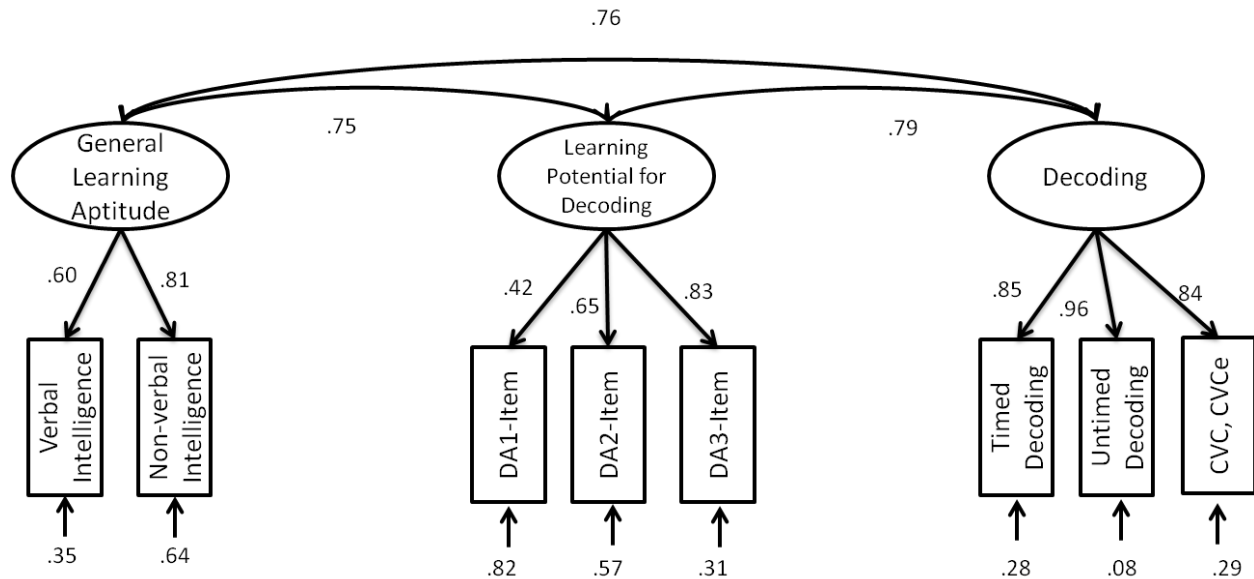 .76
.75
.79
General
Learning
Aptitude
Learning
Potential for
Decoding
Decoding
.60
.81
.42
.65
.83
.85
.96
.84
Verbal
Intelligence
Non-verbal
Intelligence
DA1-Item
DA2-Item
DA3-Item
Timed
Decoding
Untimed
Decoding
CVC, CVCe
.35
.64
.82
.57
.31
.28
.08
.29